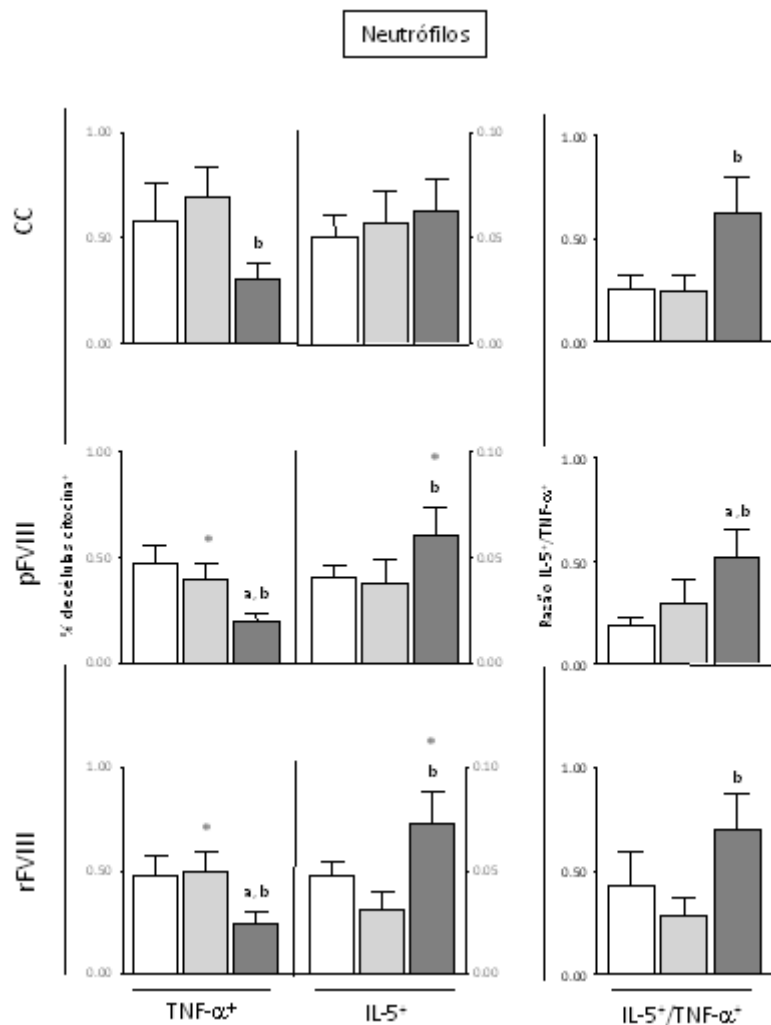 Neutrófilos
CC
1.00
0.50
0.00
b
0.10
0.05
0.00
1.00
0.50
0.00
b
pFVIII
% de células citocina⁺
1.00
0.50
0.00
*
a, b
*
b
0.10
0.05
0.00
Razão IL-5⁺/TNF-α⁺
1.00
0.50
0.00
a,b
rFVIII
1.00
0.50
0.00
*
a, b
*
b
0.10
0.05
0.00
1.00
0.50
0.00
b
TNF-α⁺
IL-5⁺
IL-5⁺/TNF-α⁺